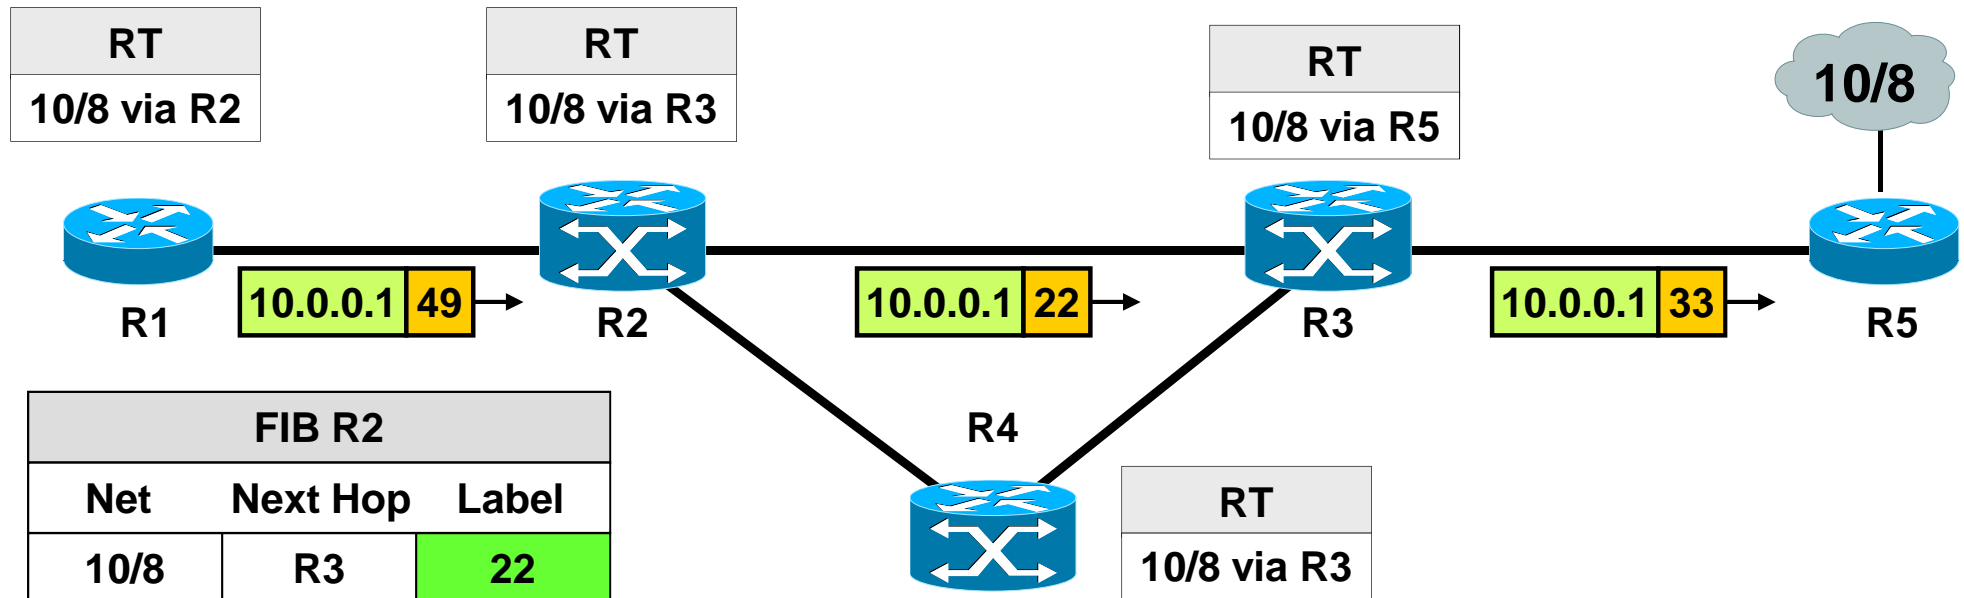 RT
10/8 via R2
RT
10/8 via R3
RT
10/8 via R5
10/8
10.0.0.1 49
10.0.0.1 22
10.0.0.1 33
R1
R2
R3
R5
R4
FIB R2
Net Next Hop Label
10/8 R3 22
RT
10/8 via R3